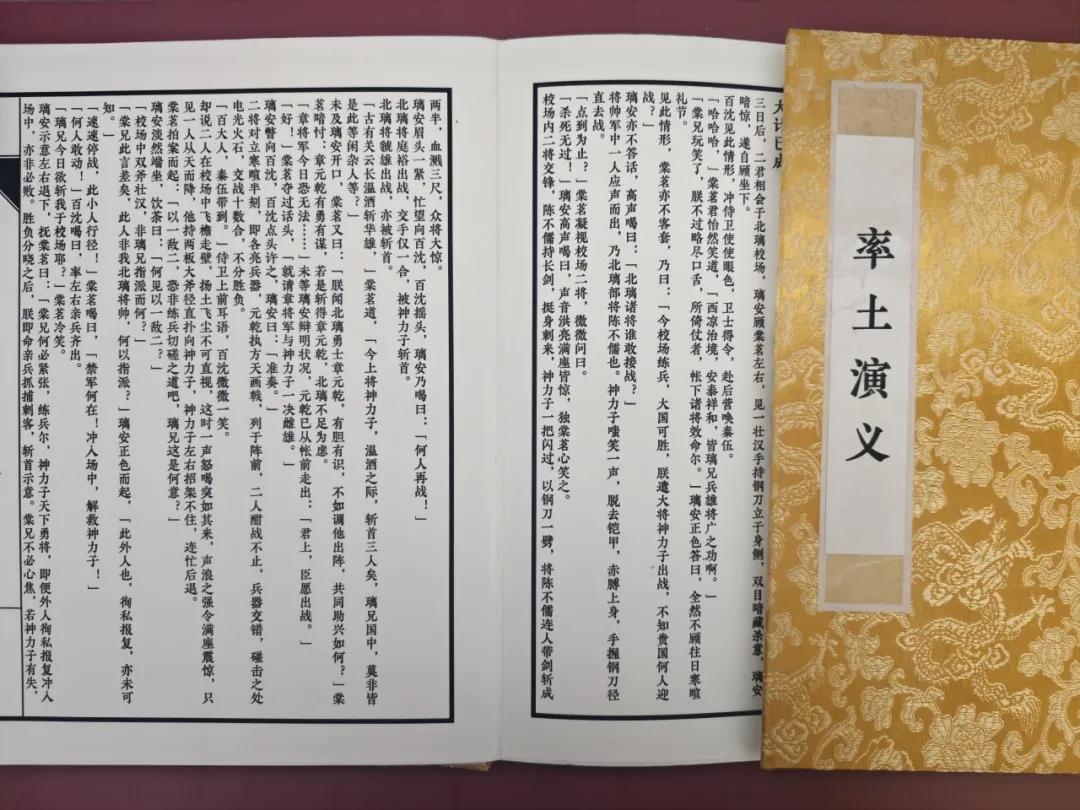 率土演义
大计已成
三日后，二君相会于北璃校场，璃安顾棠茗左右，见一壮汉手持钢刀立于身侧，双目暗藏杀意，璃安
暗惊，遂自顾坐下。
百沈见此情形，冲侍卫使使眼色，卫士得令，赴后营唤秦伍。
「哈哈哈，」棠茗君怡然笑道，「西凉治境，安泰祥和，皆璃兄兵雄将广之功啊。」
「棠兄玩笑了，朕不过略尽口舌，所倚仗者，帐下诸将效命尔。」璃安正色答曰，全然不顾往日寒喧
礼节。
见此情形，棠茗亦不客套，乃曰：「今校场练兵，大国可胜，朕遣大将神力子出战，不知贵国何人迎
战？」
璃安亦不答话，高声喝曰：「北璃诸将谁敢接战？」
将帅军中一人应声而出，乃北璃部将陈不儒也。神力子嗤笑一声，脱去铠甲，赤膊上身，手握钢刀径
直去战。
「点到为止？」棠茗凝视校场二将，微微问曰。
「杀死无过！」璃安高声喝曰，声音洪亮满座皆惊，独棠茗心笑之。
校场内二将交锋，陈不儒持长剑，挺身刺来，神力子一把闪过，以钢刀一劈，将陈不儒连人带剑斩成
两半，血溅三尺，众将大惊。
璃安眉头一紧，忙望向百沈，百沈摇头，璃安乃喝曰：「何人再战！」
北璃将庭裕出战，交手仅一合，被神力子斩首。
北璃将虢雄出战，亦被斩首。
「古有关云长温酒斩华雄，」棠茗道，「今上将神力子，温酒之际，斩首三人矣，璃兄国中，莫非皆
是此等闲杂人等？」
未及璃安开口，棠茗又曰：「朕闻北璃勇士章元乾，有胆有识，不如调他出阵，共同助兴如何？」棠
茗暗忖：章元乾有勇有谋，若是斩得章元乾，北璃不足为虑。
「章将军今日恐无法……」未等璃安辩明状况，元乾已从帐前走出：「君上，臣愿出战。」
「好！」棠茗夺过话头，「就请章将军与神力子一决雌雄。」
璃安瞥向百沈，百沈点头许之，璃安曰：「准奏。」
二将对立寒喧半刻，即各亮兵器，元乾执方天画戟，列于阵前，二人酣战不止，兵器交错，碰击之处
电光火石，交战十数合，不分胜负。
「百大人，秦伍带到。」侍卫上前耳语，百沈微微一笑。
却说二人在校场中飞檐走壁，扬土飞尘不可直视，这时一声怒喝突如其来，声浪之强令满座震惊，只
见一人从天而降，他持两板大斧径直扑向神力子，神力子左右招架不住，连忙后退。
棠茗拍案而起：「以一敌二，恐非练兵切磋之道吧，璃兄这是何意？」
璃安淡然端坐，饮茶曰：「何见以一敌二？」
「校场中双斧壮汉，非璃兄指派而何？」
「棠兄此言差矣，此人非我北璃将帅，何以指派？」璃安正色而起，「此外人也，徇私报复，亦未可
知。」
「速速停战，此小人行径！」棠茗喝曰，「禁军何在！冲入场中，解救神力子！」
「何人敢动！」百沈喝曰，率左右亲兵齐出。
「璃兄今日欲斩我子校场耶？」棠茗冷笑。
璃安示意左右退下，抚棠茗曰：「棠兄何必紧张，练兵尔，神力子天下勇将，即便外人徇私报复冲入
场中，亦非必败。胜负分晓之后，朕即命亲兵抓捕刺客，斩首示意。棠兄不必心焦，若神力子有失，